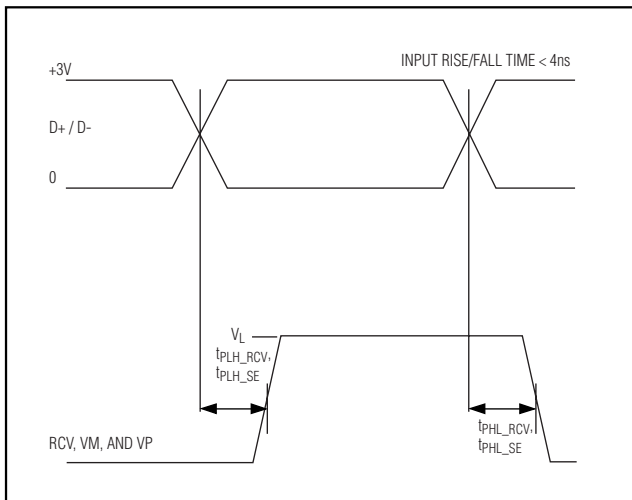 +3V
INPUT RISE/FALL TIME < 4ns
D+ / D-
0
VL
tPLH_RCV,
tPLH_SE
tPHL_RCV,
tPHL_SE
RCV, VM, AND VP